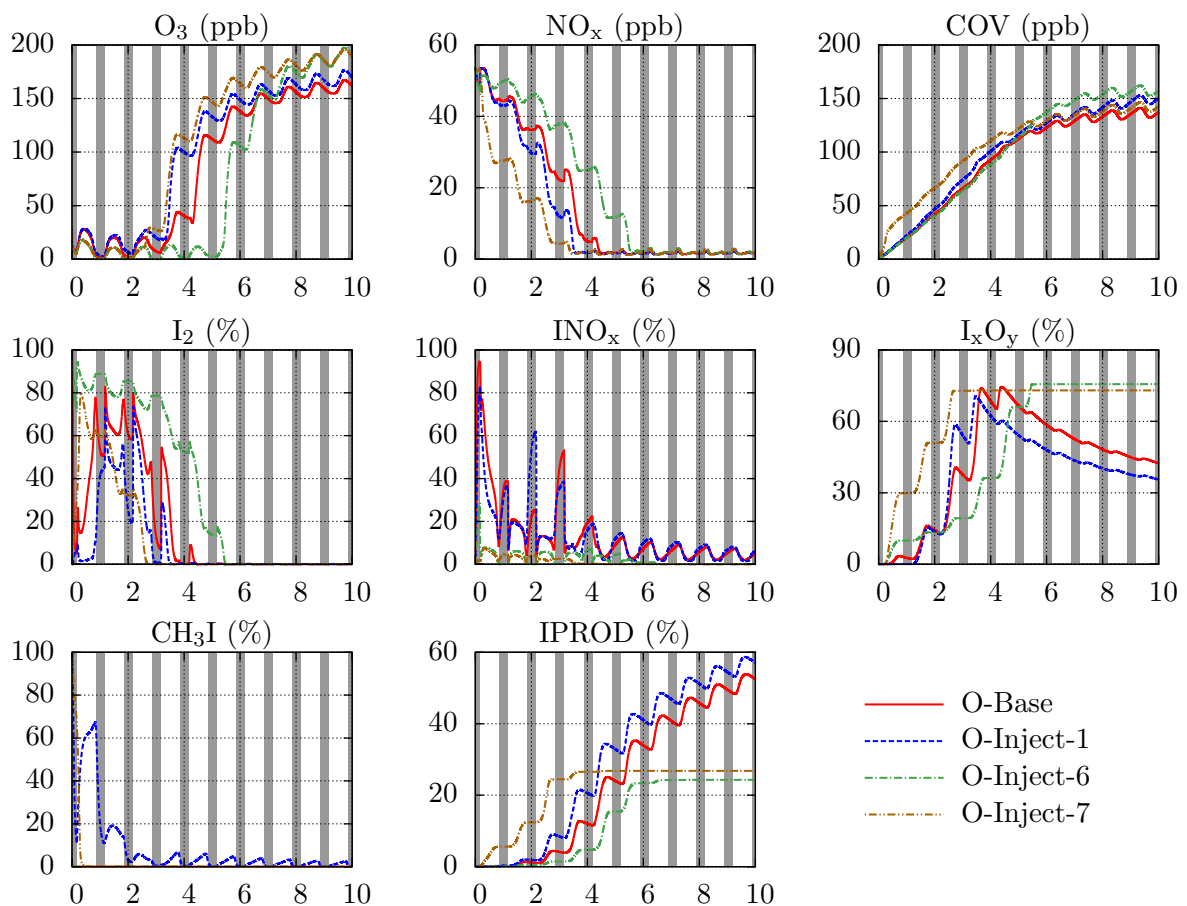 O₃ (ppb) NOₓ (ppb) COV (ppb)
200 60 200
150 40 150
100 100
50 20 50
0 0 0
0 2 4 6 8 10 0 2 4 6 8 10 0 2 4 6 8 10
I₂ (%) INOₓ (%) IₓOᵧ (%)
100 100 90
80 80
60 60 60
40 40 30
20 20
0 0 0
0 2 4 6 8 10 0 2 4 6 8 10 0 2 4 6 8 10
CH₃I (%) IPROD (%)
100 60
80
60 40
40 20
20
0 0
0 2 4 6 8 10 0 2 4 6 8 10
O-Base
O-Inject-1
O-Inject-6
O-Inject-7